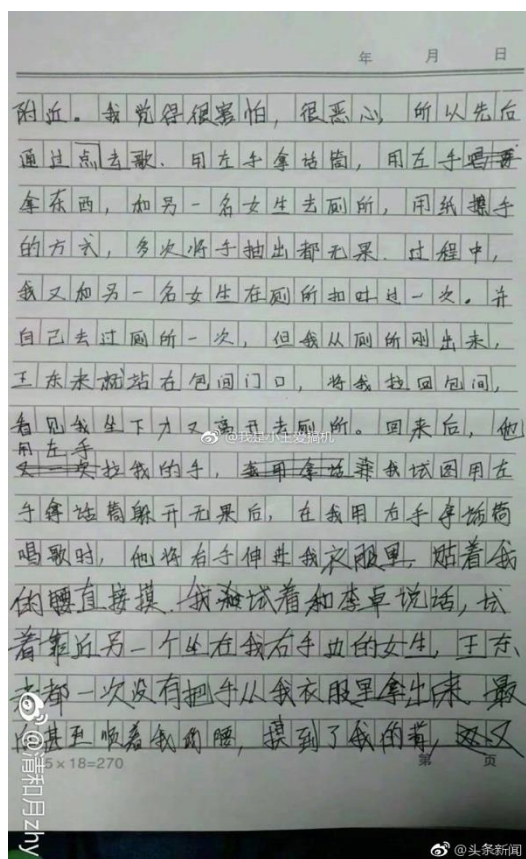 年 月 日
附近。我觉得很害怕，很恶心，所以先后
通过点去歌．用左手拿话筒，用左手
拿东西，和另一名女生去厕所，用纸擦手
的方式，多次将手抽出都无果．过程中，
我又和另一名女生在厕所扣吐过一次。并
自己去过厕所一次，但我从厕所刚出来，
王东来就站在包间门口，将我拉回包间，
看见我坐下才又离开去厕所。回来后，他
用左手
拉我的手，我试图用左
手拿话筒躲开无果后，在我用右手拿话筒
唱歌时，他将右手伸进我衣服里，贴着我
的腰直接摸．我试着和李卓说话，试
着靠近另一个坐在我右手边的女生，王东
来都一次没有把手从我衣服里拿出来．最
后甚至顺着我的腰，摸到了我的背，
15×18=270 第 页
@我是小王爱搞机
@清和月zhy
@头条新闻